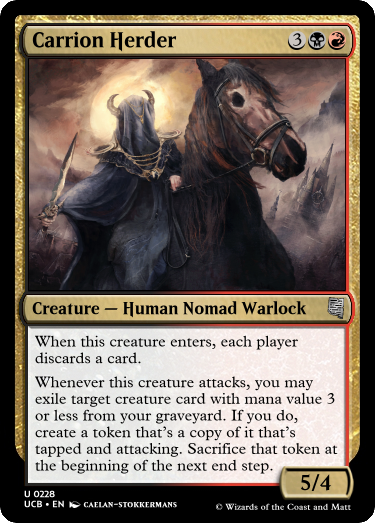 Carrion Herder 3
Creature — Human Nomad Warlock
When this creature enters, each player
discards a card.
Whenever this creature attacks, you may
exile target creature card with mana value 3
or less from your graveyard. If you do,
create a token that's a copy of it that's
tapped and attacking. Sacrifice that token at
the beginning of the next end step.
5/4
U 0228
UCB • EN CAELAN-STOKKERMANS
© Wizards of the Coast and Matt